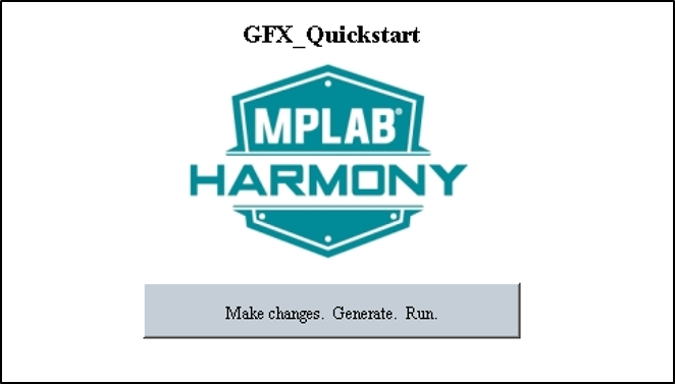 GFX_Quickstart
MPLAB®
HARMONY
Make changes. Generate. Run.